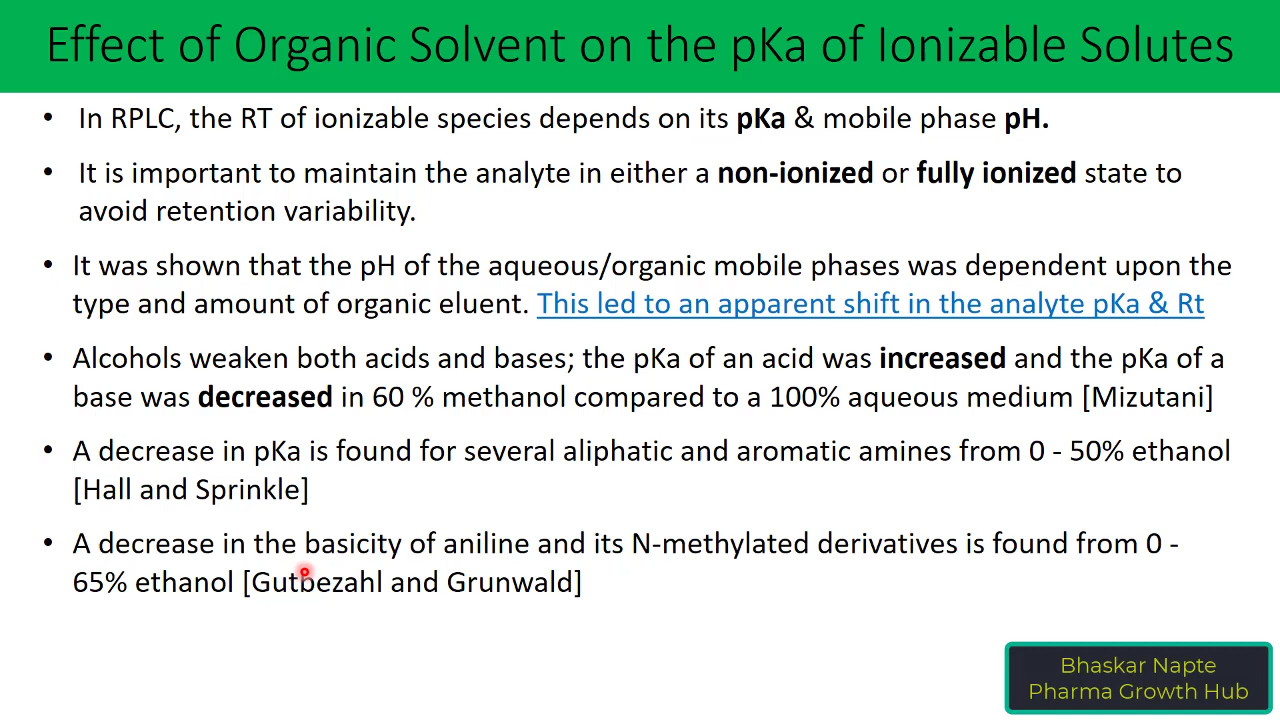 Effect of Organic Solvent on the pKa of Ionizable Solutes
• In RPLC, the RT of ionizable species depends on its pKa & mobile phase pH.
• It is important to maintain the analyte in either a non-ionized or fully ionized state to
avoid retention variability.
• It was shown that the pH of the aqueous/organic mobile phases was dependent upon the
type and amount of organic eluent. This led to an apparent shift in the analyte pKa & Rt
• Alcohols weaken both acids and bases; the pKa of an acid was increased and the pKa of a
base was decreased in 60 % methanol compared to a 100% aqueous medium [Mizutani]
• A decrease in pKa is found for several aliphatic and aromatic amines from 0 - 50% ethanol
[Hall and Sprinkle]
• A decrease in the basicity of aniline and its N-methylated derivatives is found from 0 -
65% ethanol [Gutbezahl and Grunwald]
Bhaskar Napte
Pharma Growth Hub